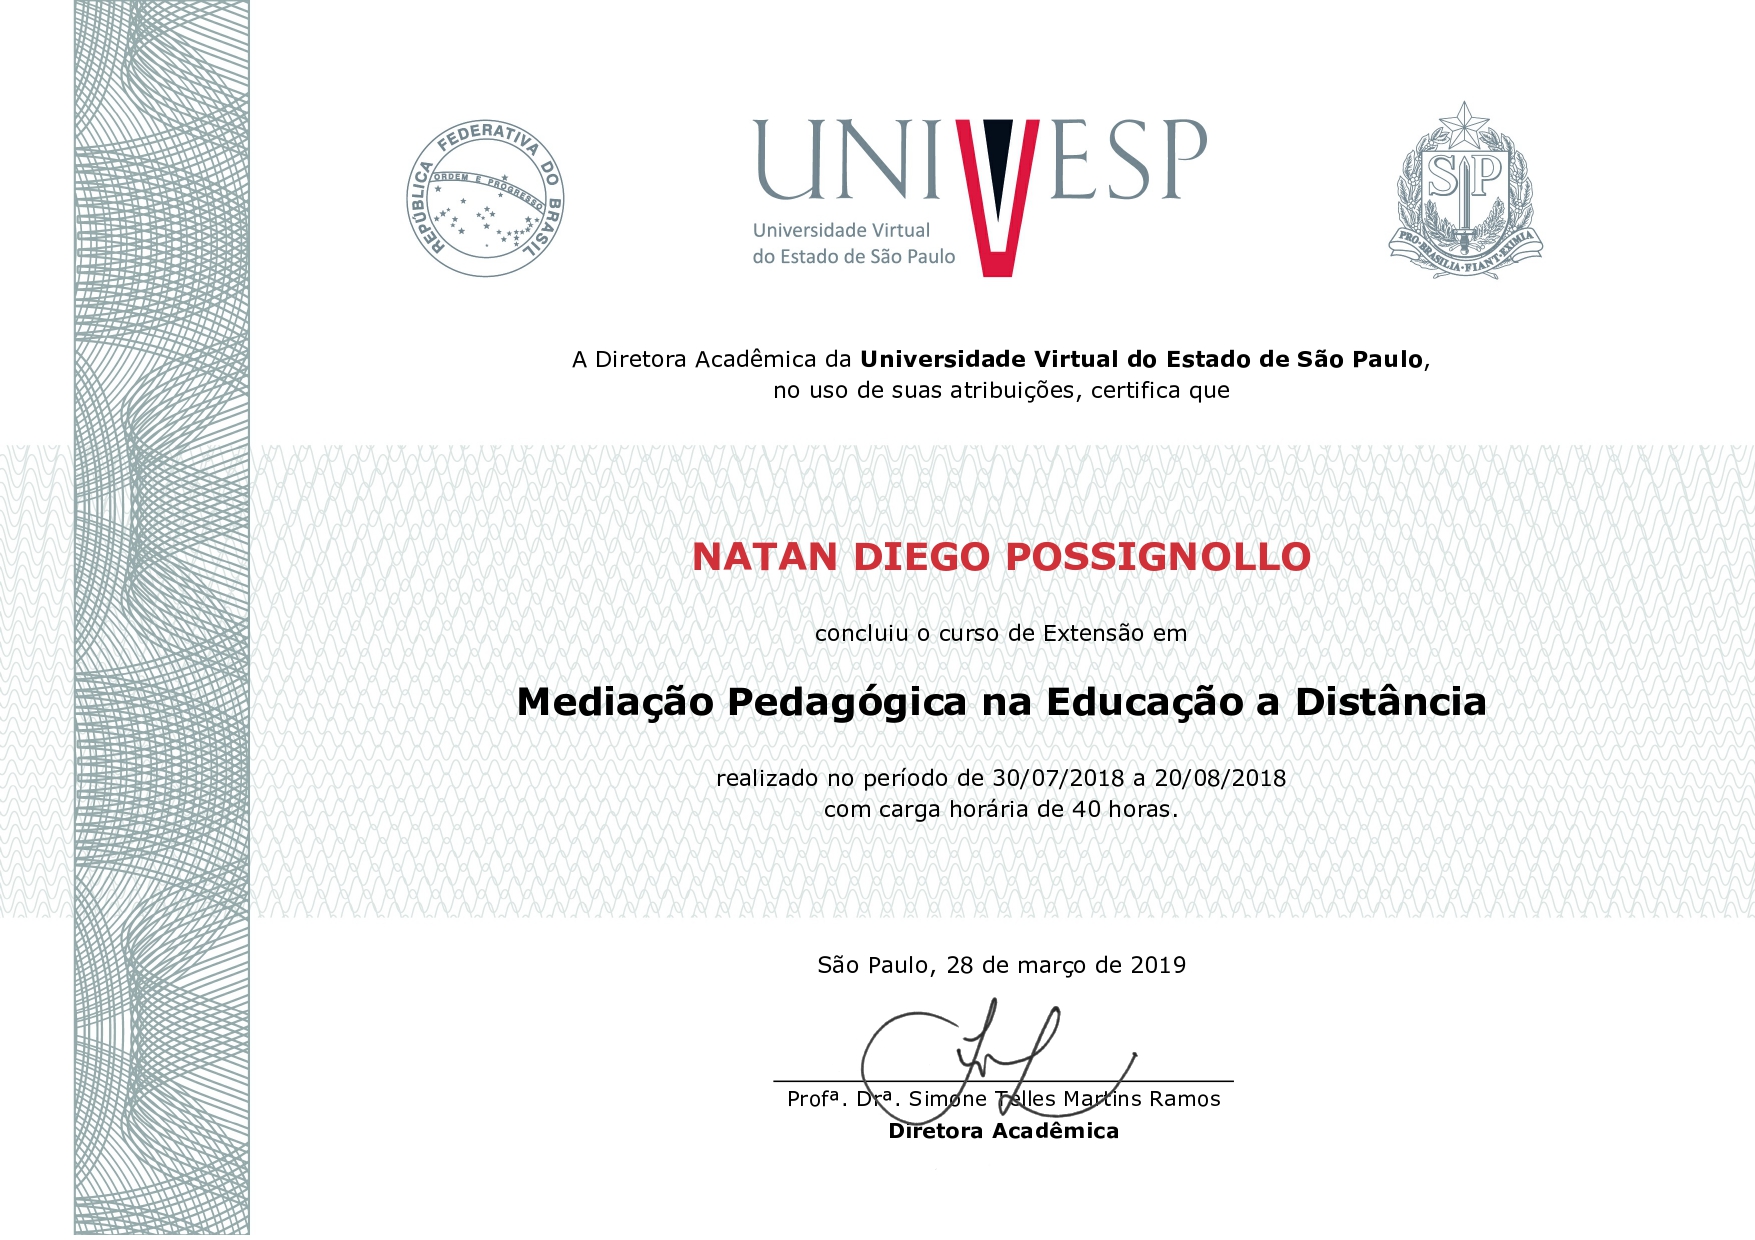 REPÚBLICA FEDERATIVA DO BRASIL
ORDEM E PROGRESSO
UNIVESP
Universidade Virtual
do Estado de São Paulo
SP
PRO·BRASILIA·FIANT·EXIMIA
A Diretora Acadêmica da Universidade Virtual do Estado de São Paulo,
no uso de suas atribuições, certifica que
NATAN DIEGO POSSIGNOLLO
concluiu o curso de Extensão em
Mediação Pedagógica na Educação a Distância
realizado no período de 30/07/2018 a 20/08/2018
com carga horária de 40 horas.
São Paulo, 28 de março de 2019
Profª. Drª. Simone Telles Martins Ramos
Diretora Acadêmica